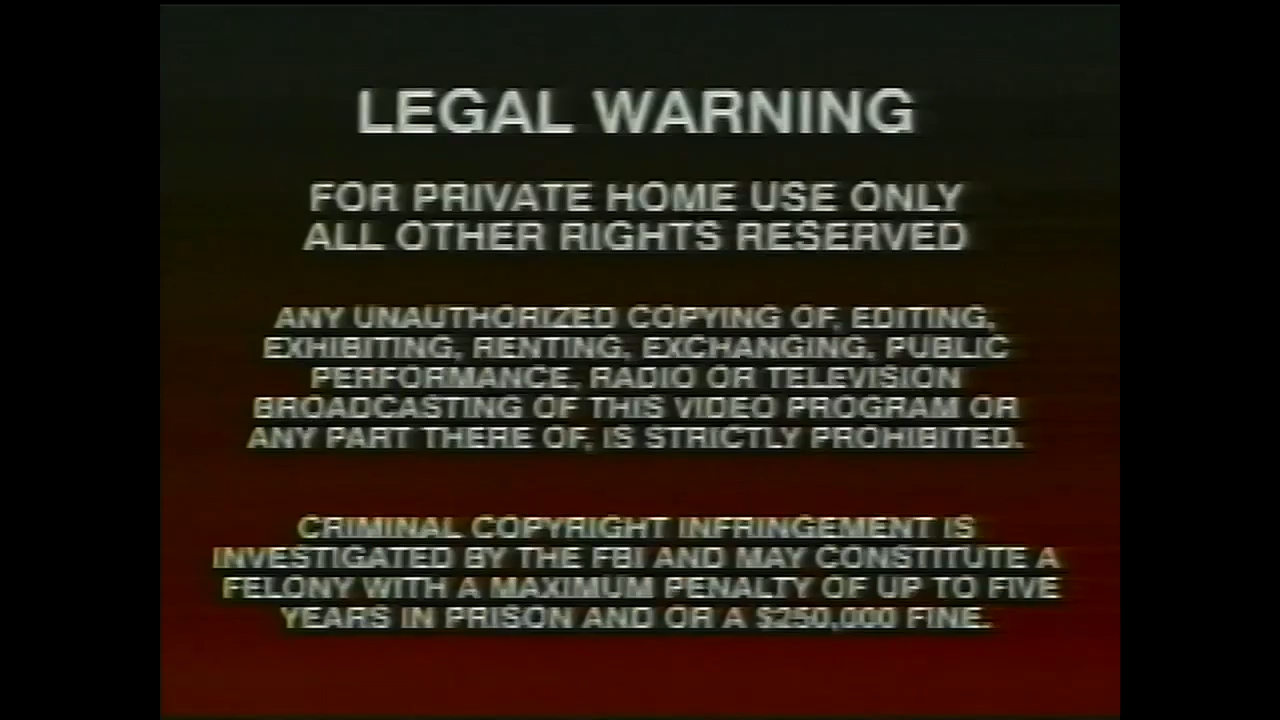 LEGAL WARNING
FOR PRIVATE HOME USE ONLY
ALL OTHER RIGHTS RESERVED
ANY UNAUTHORIZED COPYING OF, EDITING,
EXHIBITING, RENTING, EXCHANGING, PUBLIC
PERFORMANCE, RADIO OR TELEVISION
BROADCASTING OF THIS VIDEO PROGRAM OR
ANY PART THERE OF, IS STRICTLY PROHIBITED.
CRIMINAL COPYRIGHT INFRINGEMENT IS
INVESTIGATED BY THE FBI AND MAY CONSTITUTE A
FELONY WITH A MAXIMUM PENALTY OF UP TO FIVE
YEARS IN PRISON AND OR A $250,000 FINE.